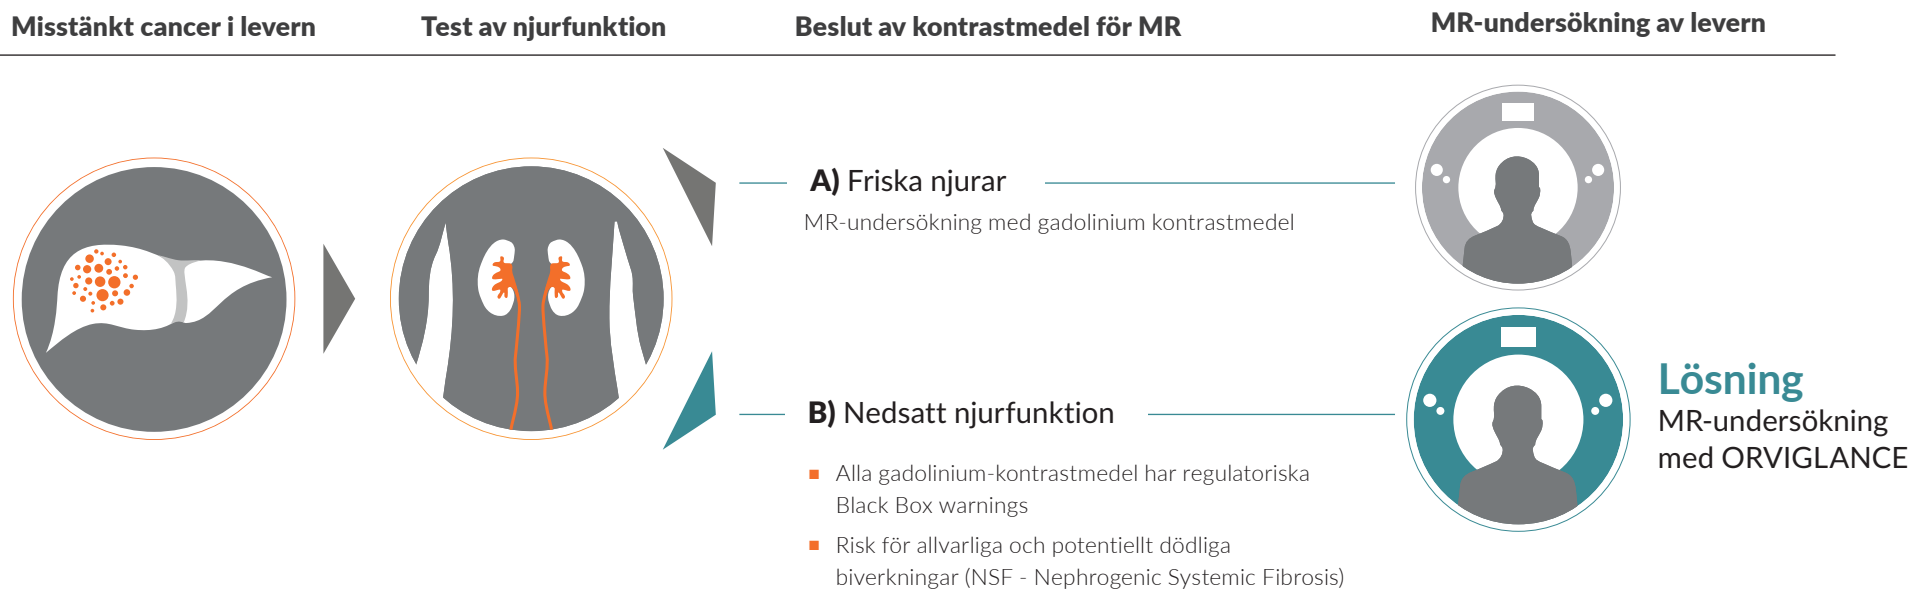 Misstänkt cancer i levern
Test av njurfunktion
Beslut av kontrastmedel för MR
MR-undersökning av levern
A) Friska njurar
MR-undersökning med gadolinium kontrastmedel
B) Nedsatt njurfunktion
Alla gadolinium-kontrastmedel har regulatoriska
Black Box warnings
Risk för allvarliga och potentiellt dödliga
biverkningar (NSF - Nephrogenic Systemic Fibrosis)
Lösning
MR-undersökning
med ORVIGLANCE